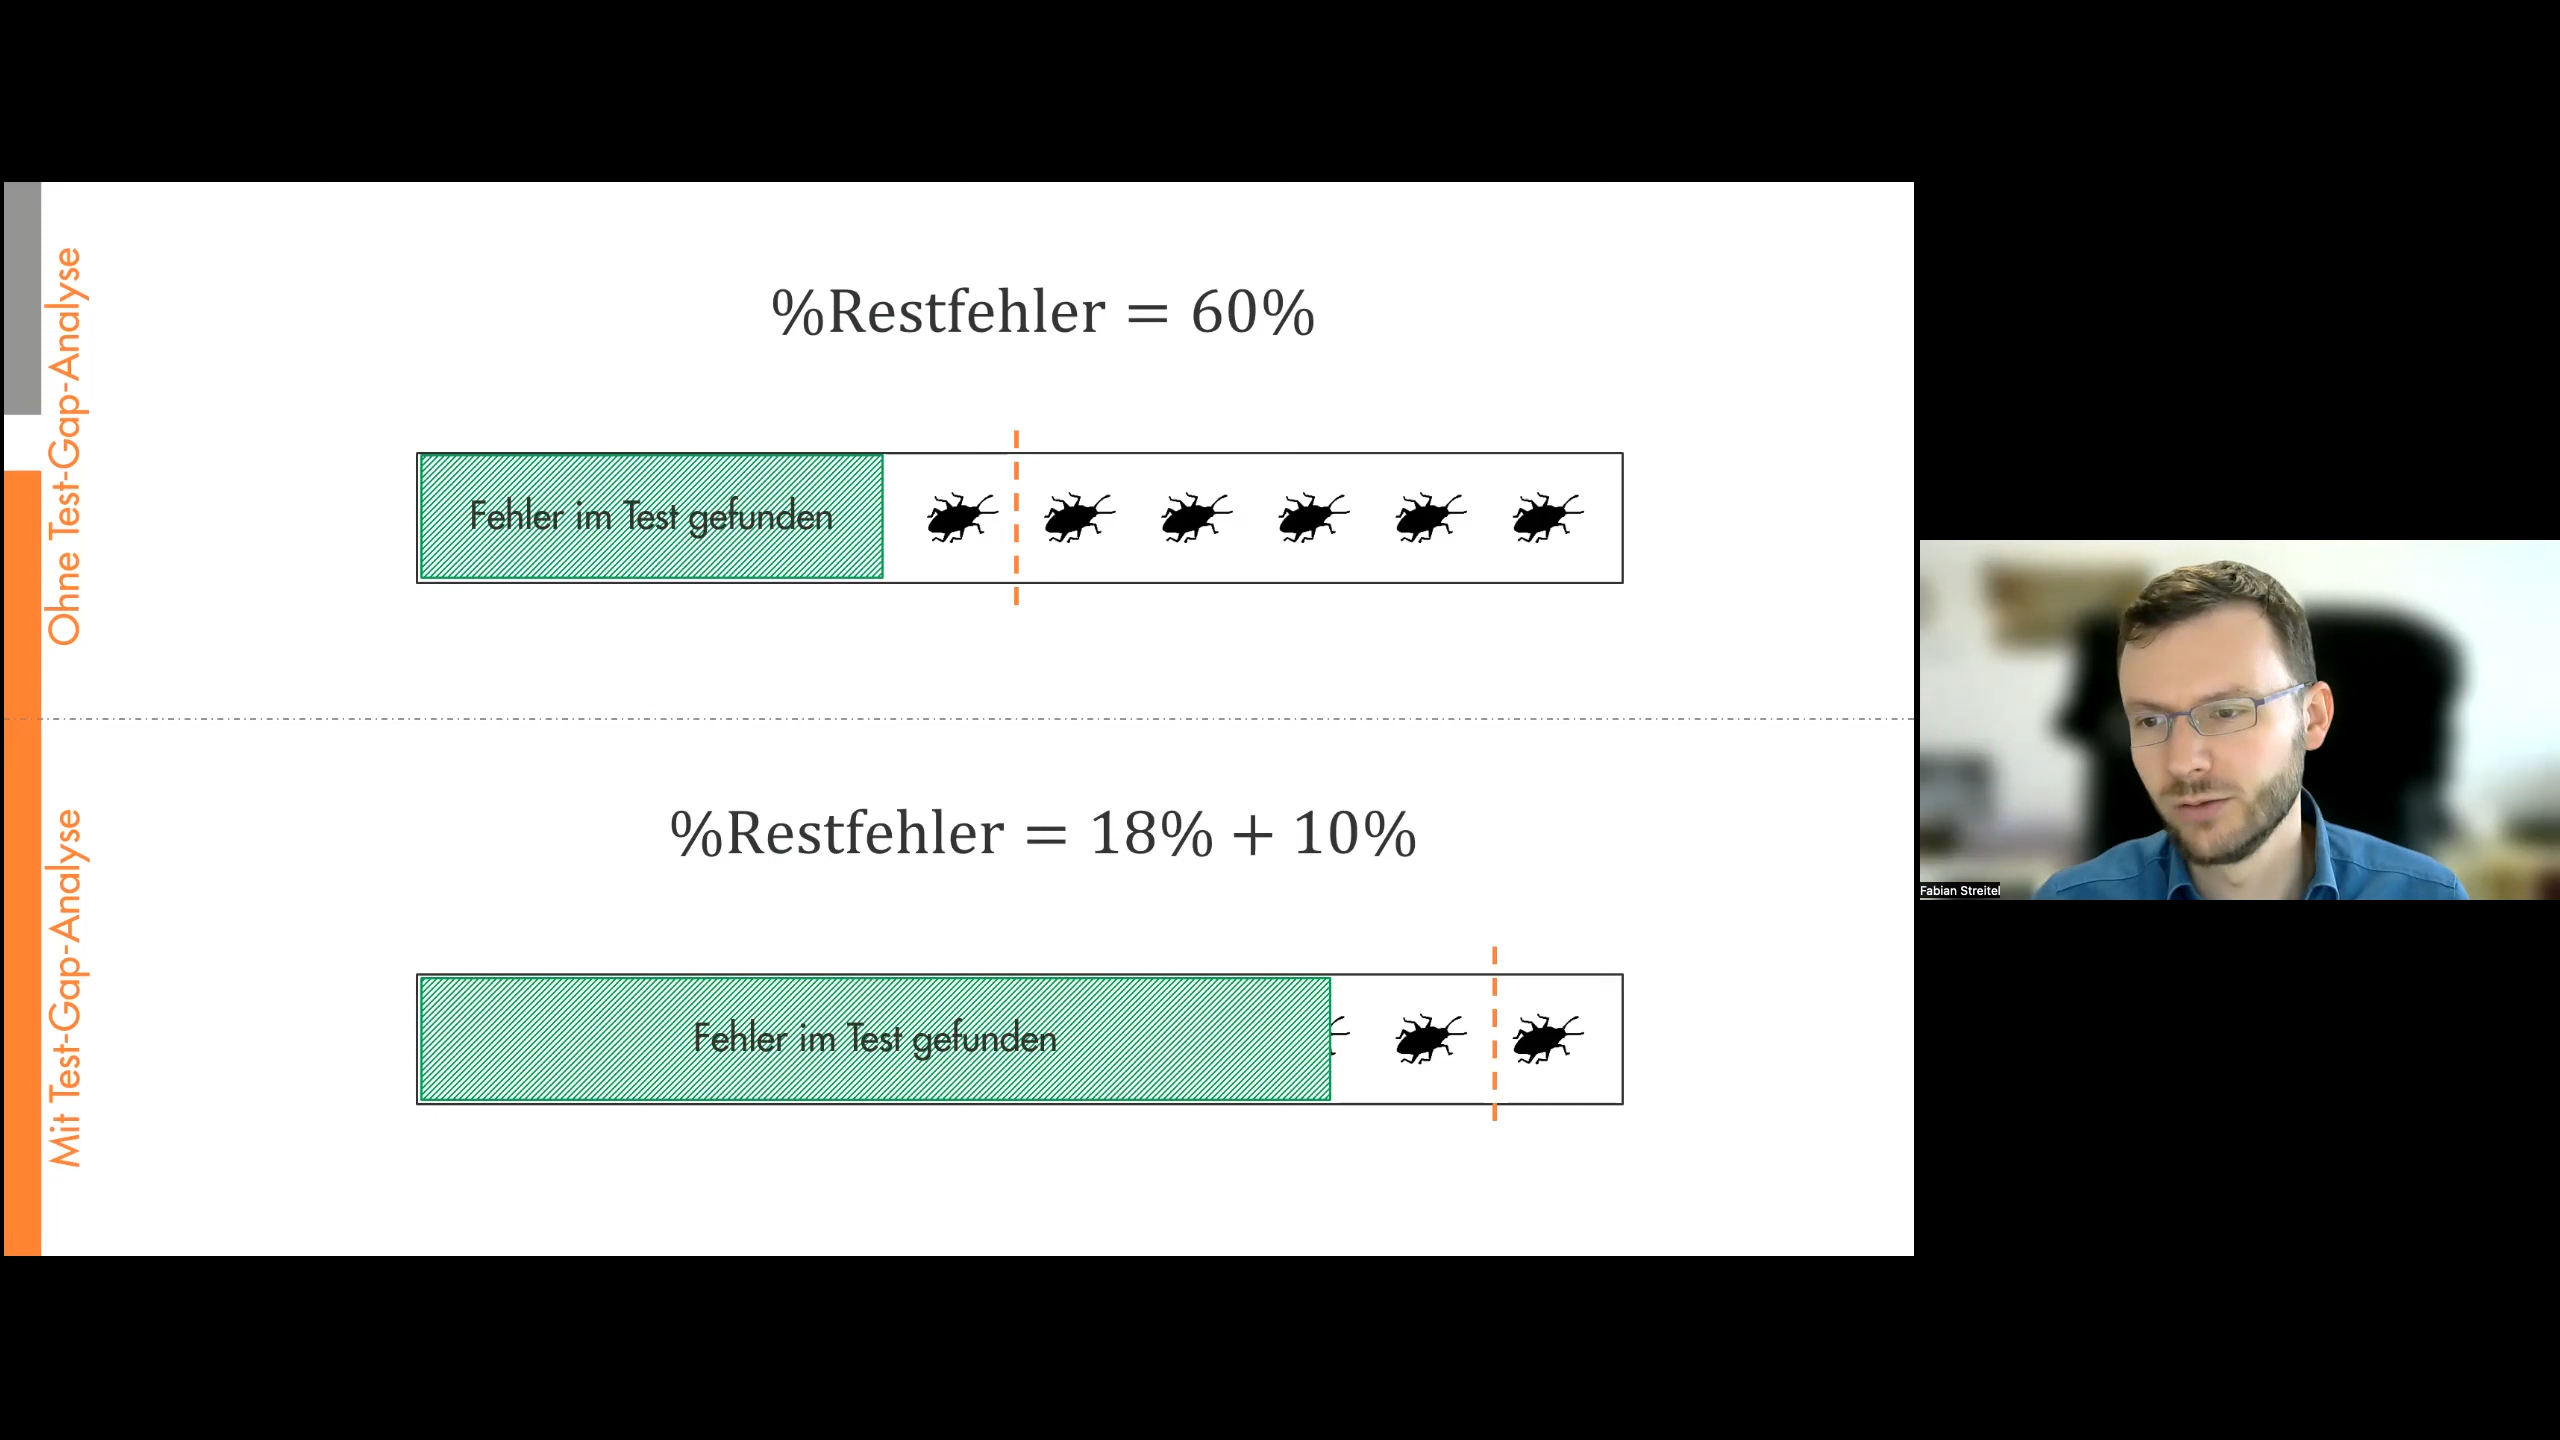 Ohne Test-Gap-Analyse
%Restfehler = 60%
Fehler im Test gefunden
Mit Test-Gap-Analyse
%Restfehler = 18% + 10%
Fehler im Test gefunden
Fabian Streitel